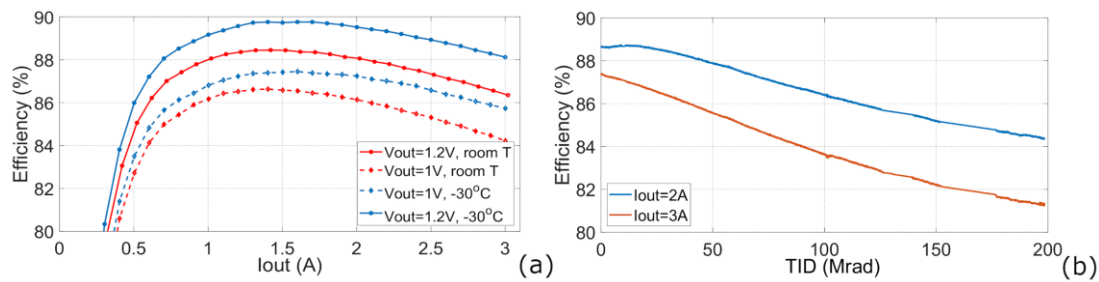 90
88
86
84
82
80
Efficiency (%)
0 0.5 1 1.5 2 2.5 3
Iout (A)
Vout=1.2V, room T
Vout=1V, room T
Vout=1V, -30°C
Vout=1.2V, -30°C
(a)
90
88
86
84
82
80
Efficiency (%)
0 50 100 150 200
TID (Mrad)
Iout=2A
Iout=3A
(b)